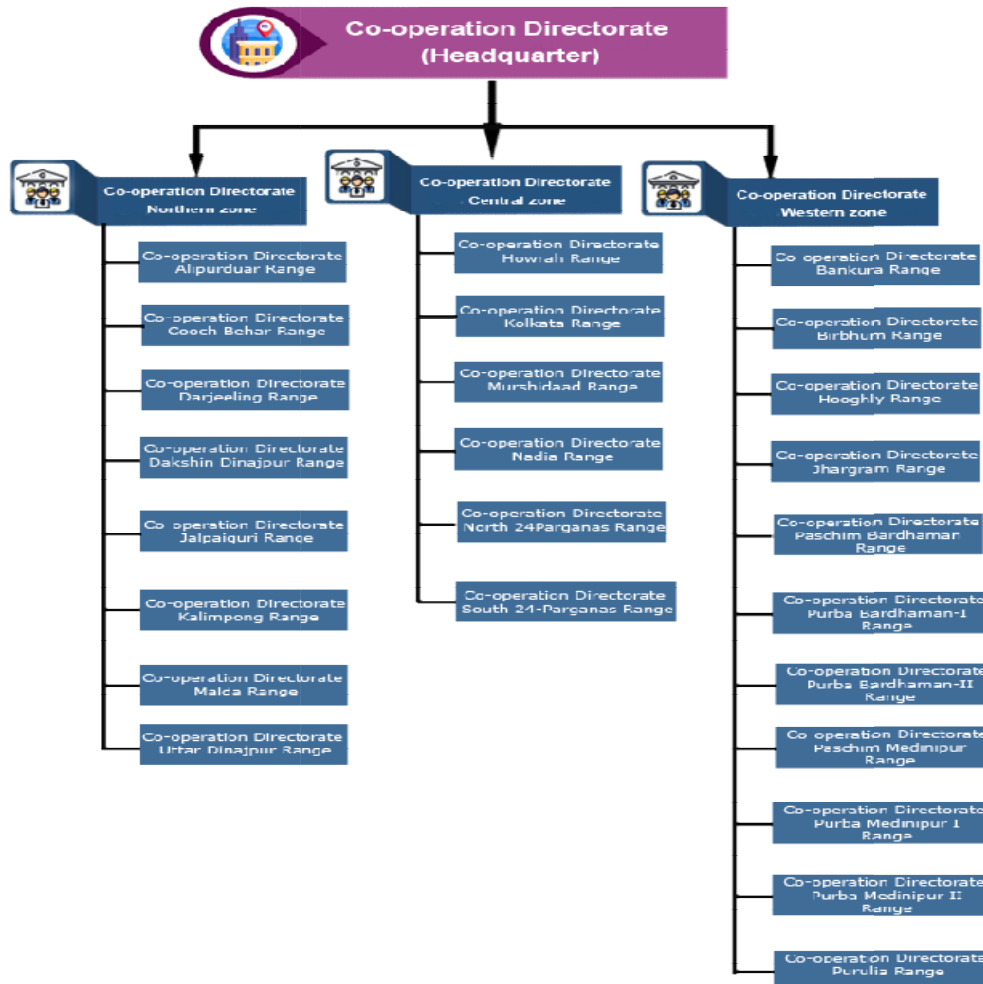 Co-operation Directorate
(Headquarter)
Co-operation Directorate
Northern zone
Co-operation Directorate
Alipurduar Range
Co-operation Directorate
Cooch Behar Range
Co-operation Directorate
Darjeeling Range
Co-operation Directorate
Dakshin Dinajpur Range
Co-operation Directorate
Jalpaiguri Range
Co-operation Directorate
Kalimpong Range
Co-operation Directorate
Malda Range
Co-operation Directorate
Uttar Dinajpur Range
Co-operation Directorate
Central zone
Co-operation Directorate
Howrah Range
Co-operation Directorate
Kolkata Range
Co-operation Directorate
Murshidaad Range
Co-operation Directorate
Nadia Range
Co-operation Directorate
North 24Parganas Range
Co-operation Directorate
South 24-Parganas Range
Co-operation Directorate
Western zone
Co-operation Directorate
Bankura Range
Co-operation Directorate
Birbhum Range
Co-operation Directorate
Hooghly Range
Co-operation Directorate
Jhargram Range
Co-operation Directorate
Paschim Bardhaman
Range
Co-operation Directorate
Purba Bardhaman-I
Range
Co-operation Directorate
Purba Bardhaman-II
Range
Co-operation Directorate
Paschim Medinipur
Range
Co-operation Directorate
Purba Medinipur I
Range
Co-operation Directorate
Purba Medinipur II
Range
Co-operation Directorate
Purulia Range